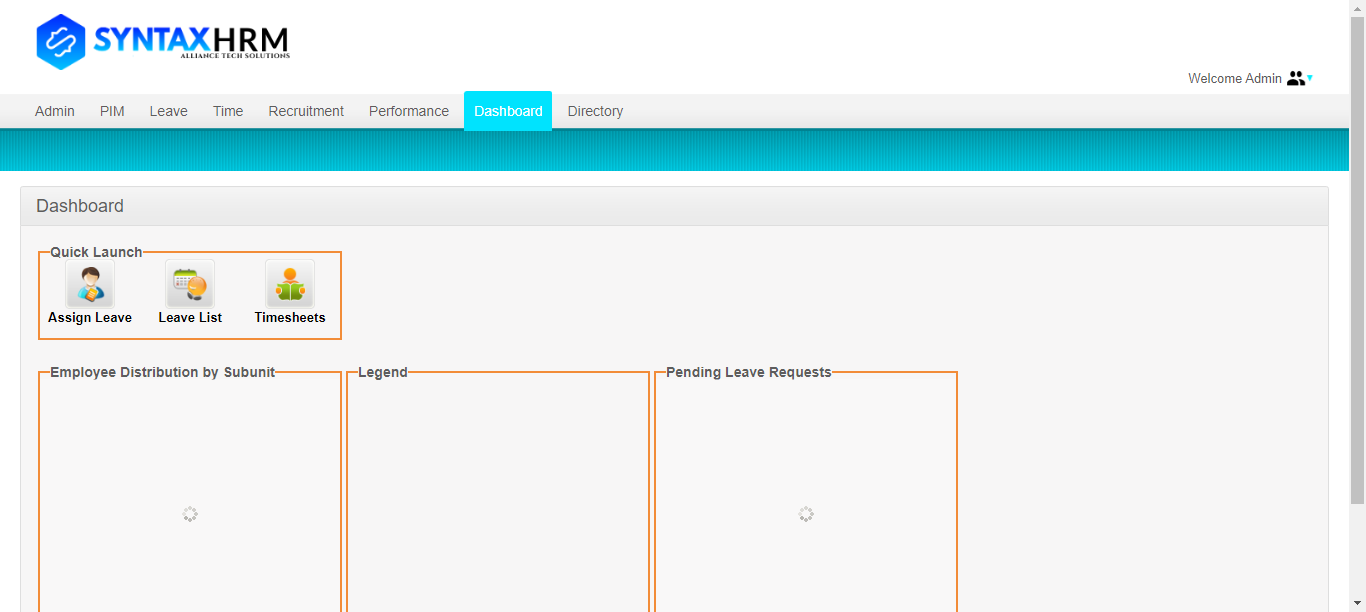 SYNTAXHRM
ALLIANCE TECH SOLUTIONS
Welcome Admin
Admin PIM Leave Time Recruitment Performance Dashboard Directory
Dashboard
Quick Launch
Assign Leave Leave List Timesheets
Employee Distribution by Subunit Legend Pending Leave Requests